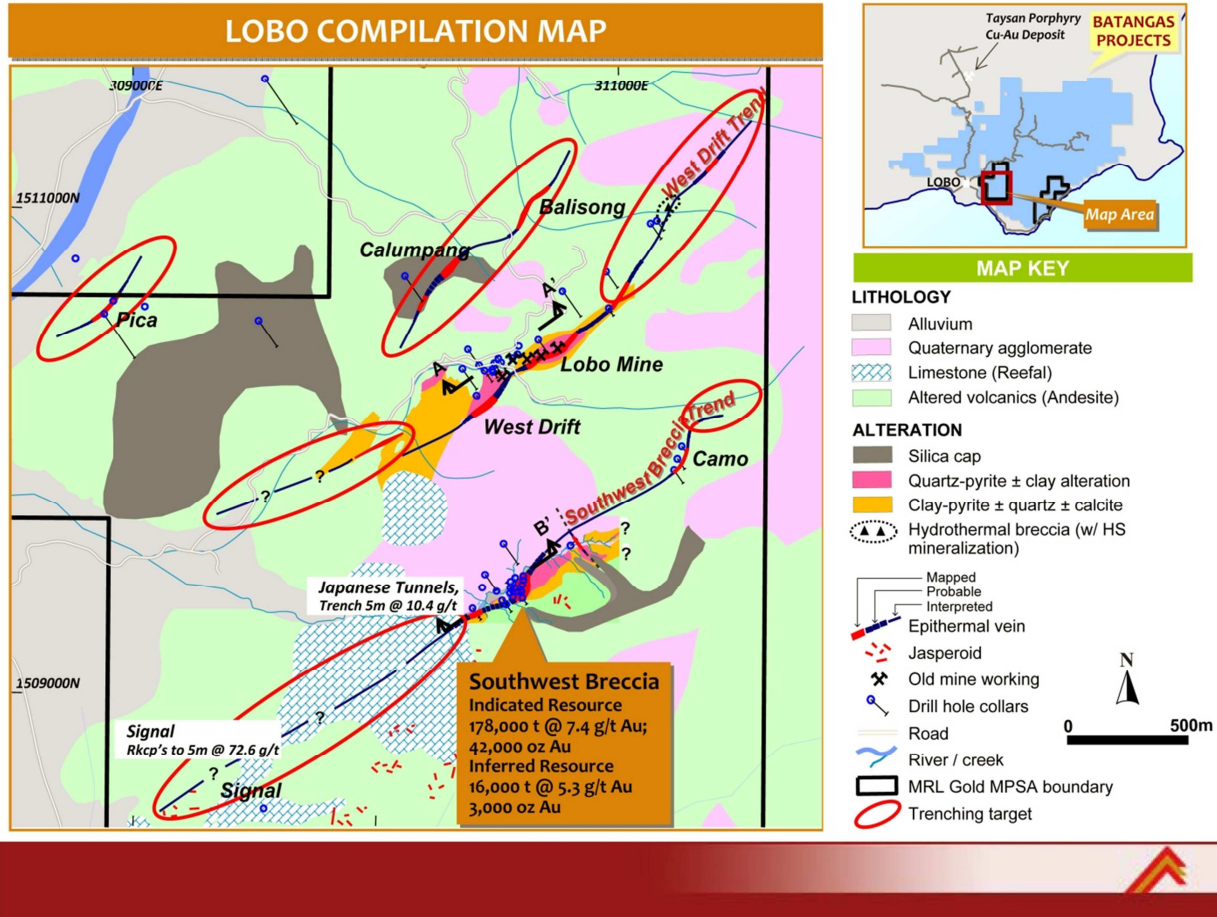 LOBO COMPILATION MAP
309000E
311000E
1511000N
1509000N
West Drift Trend
Balisong
Calumpang
Pica
A'
A
Lobo Mine
West Drift
Southwest Breccia Trend
Camo
B'
?
?
?
?
Japanese Tunnels,
Trench 5m @ 10.4 g/t
Signal
Rkcp's to 5m @ 72.6 g/t
?
?
Signal
Southwest Breccia
Indicated Resource
178,000 t @ 7.4 g/t Au;
42,000 oz Au
Inferred Resource
16,000 t @ 5.3 g/t Au
3,000 oz Au
Taysan Porphyry
Cu-Au Deposit
BATANGAS
PROJECTS
LOBO
Map Area
MAP KEY
LITHOLOGY
Alluvium
Quaternary agglomerate
Limestone (Reefal)
Altered volcanics (Andesite)
ALTERATION
Silica cap
Quartz-pyrite ± clay alteration
Clay-pyrite ± quartz ± calcite
Hydrothermal breccia (w/ HS
mineralization)
Mapped
Probable
Interpreted
Epithermal vein
Jasperoid
Old mine working
Drill hole collars
Road
River / creek
MRL Gold MPSA boundary
Trenching target
N
0 500m